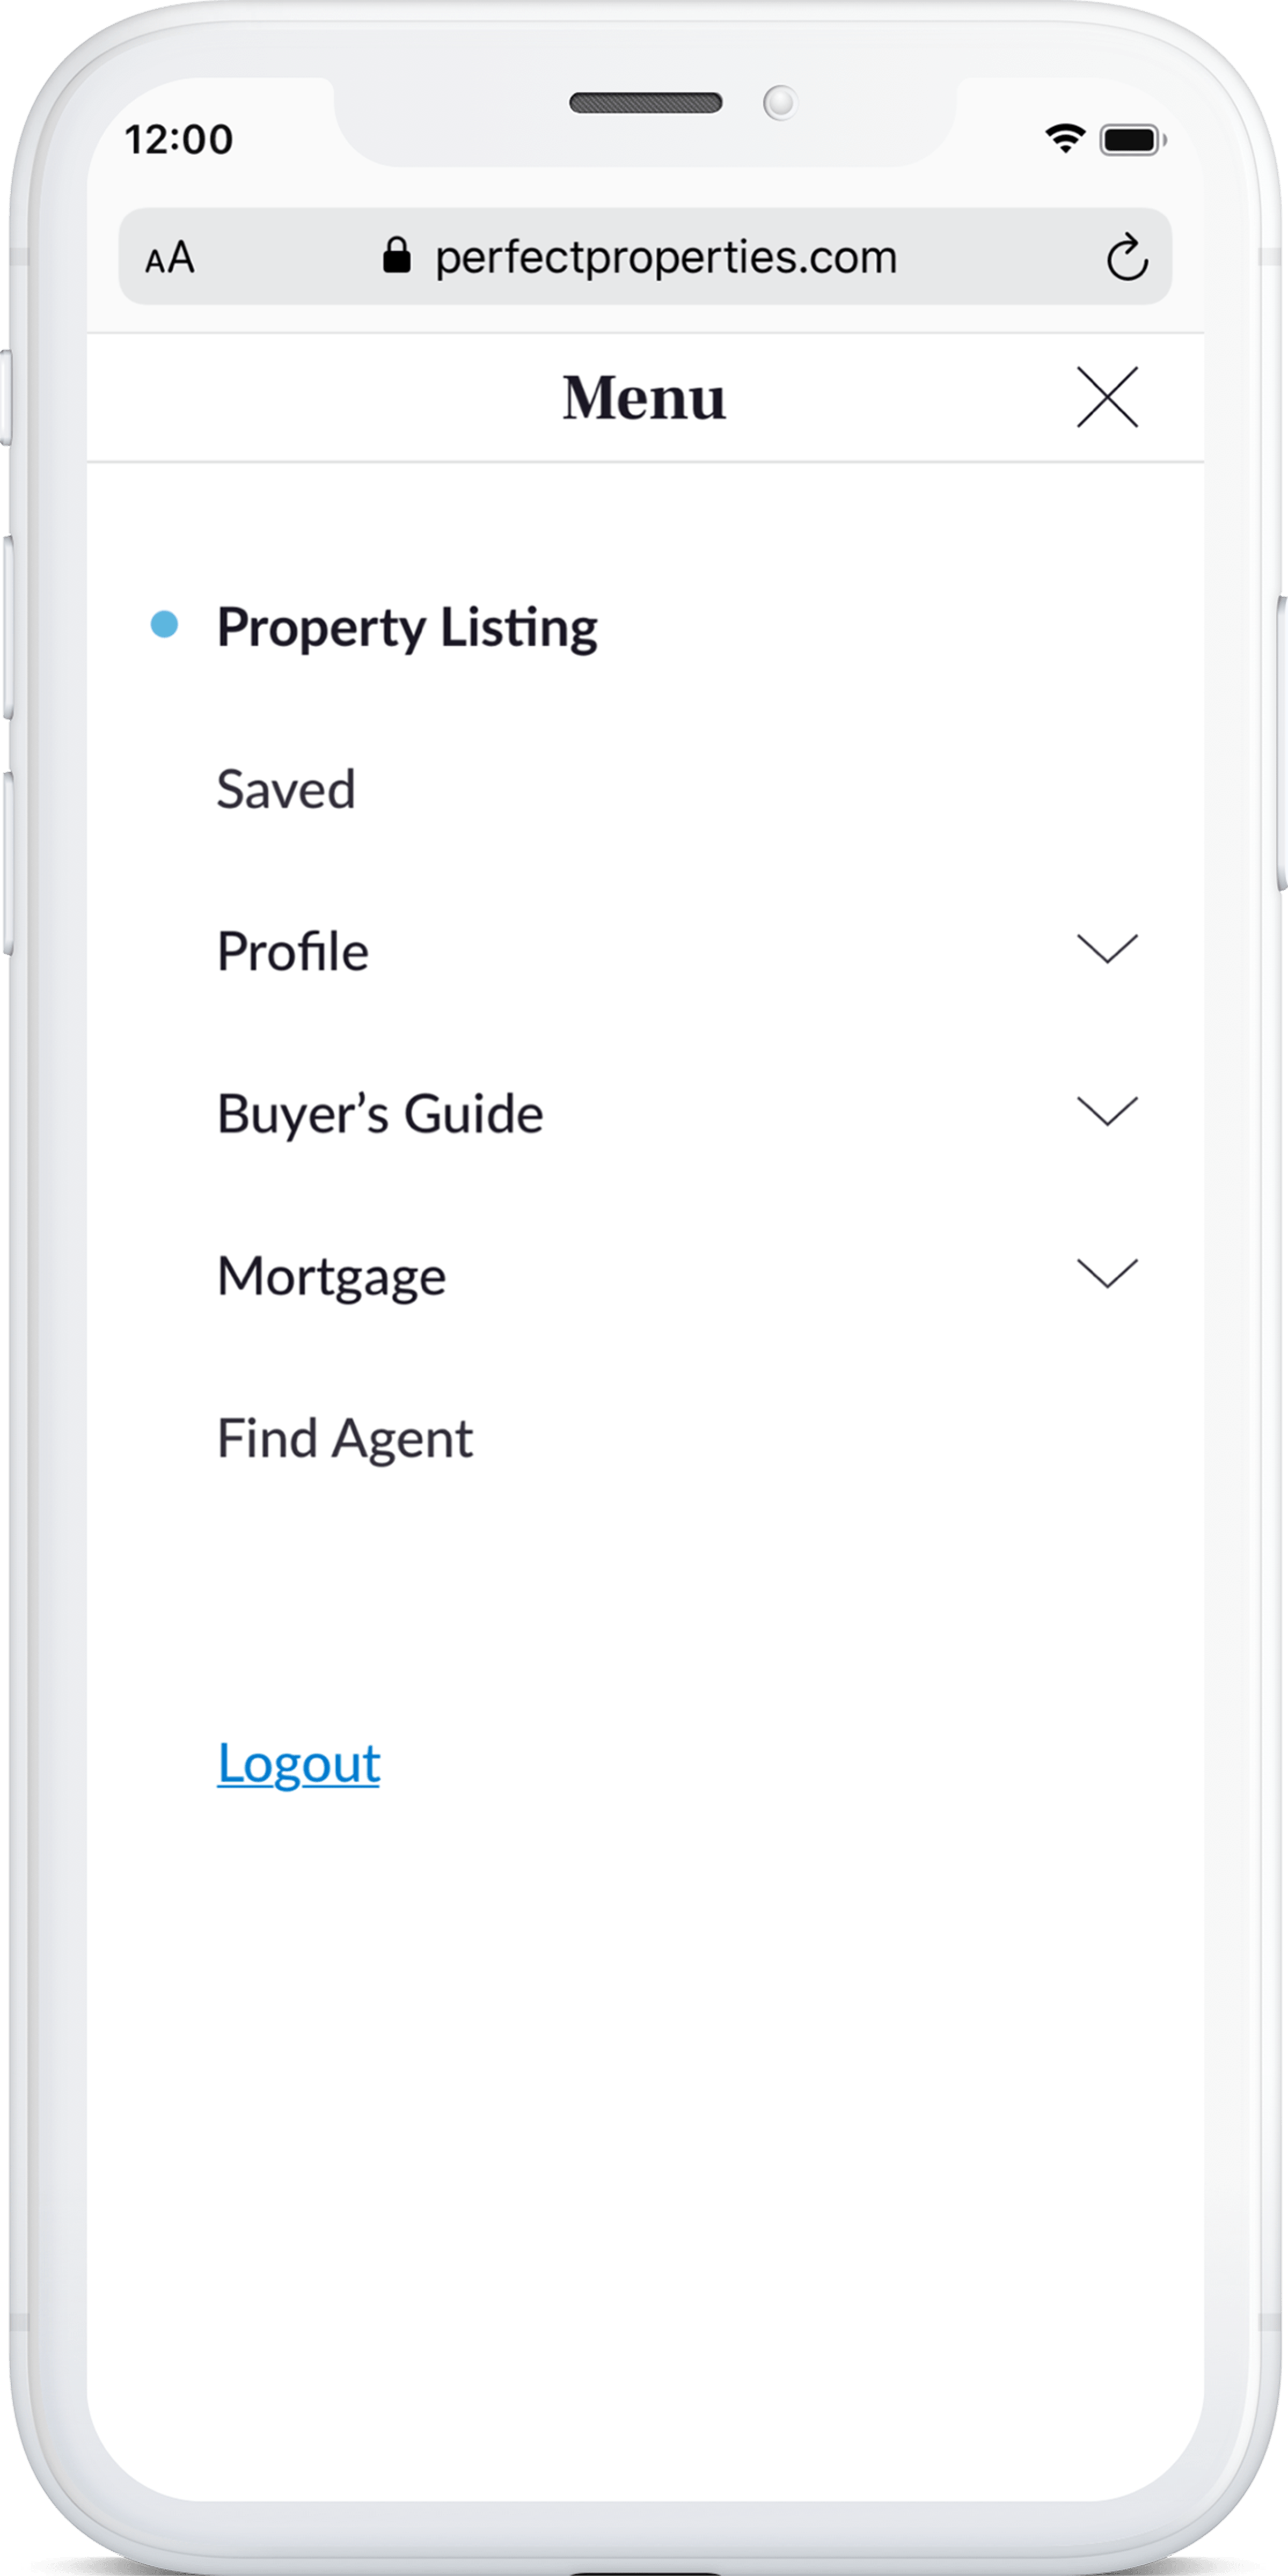 12:00
AA perfectproperties.com
Menu
Property Listing
Saved
Profile
Buyer’s Guide
Mortgage
Find Agent
Logout